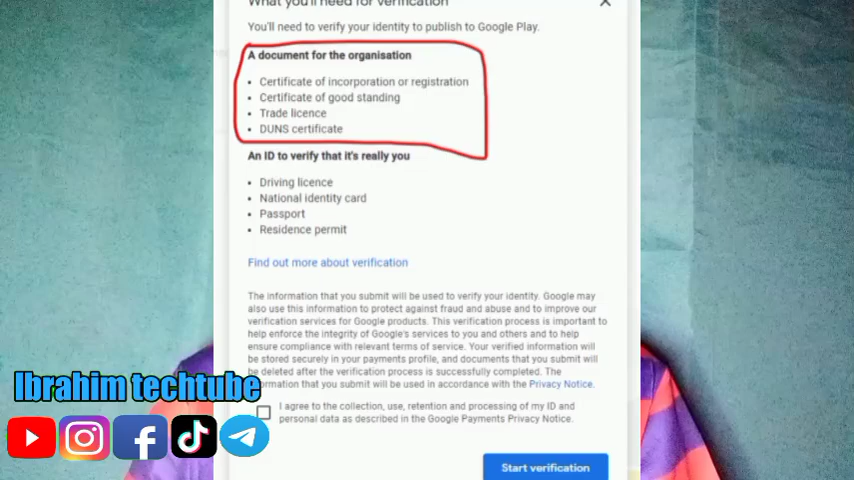 What you'll need for verification
You'll need to verify your identity to publish to Google Play.
A document for the organisation
• Certificate of incorporation or registration
• Certificate of good standing
• Trade licence
• DUNS certificate
An ID to verify that it's really you
• Driving licence
• National identity card
• Passport
• Residence permit
Find out more about verification
The information that you submit will be used to verify your identity. Google may
also use this information to protect against fraud and abuse and to improve our
verification services for Google products. This verification process is important to
help enforce the integrity of Google's services to you and others and to help
ensure compliance with relevant terms of service. Your verified information will
be stored securely in your payments profile, and documents that you submit will
be deleted after the verification process is successfully completed. The
information that you submit will be used in accordance with the Privacy Notice.
Ibrahim techtube
I agree to the collection, use, retention and processing of my ID and
personal data as described in the Google Payments Privacy Notice.
Start verification